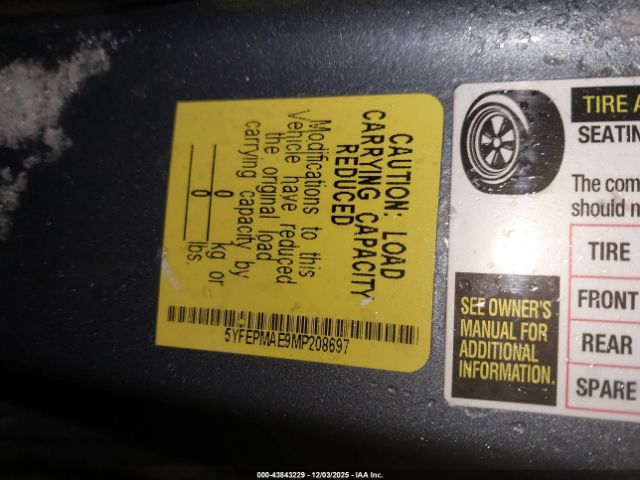 CAUTION: LOAD
CARRYING CAPACITY
REDUCED
Modifications to this
Vehicle have reduced
the original load
carrying capacity by
0 kg or
0 lbs.
5YFEPMAE9MP208697
TIRE A
SEATIN
The com
should n
TIRE
FRONT
REAR
SPARE
SEE OWNER'S
MANUAL FOR
ADDITIONAL
INFORMATION.
000-43843229 - 12/03/2025 - IAA Inc.